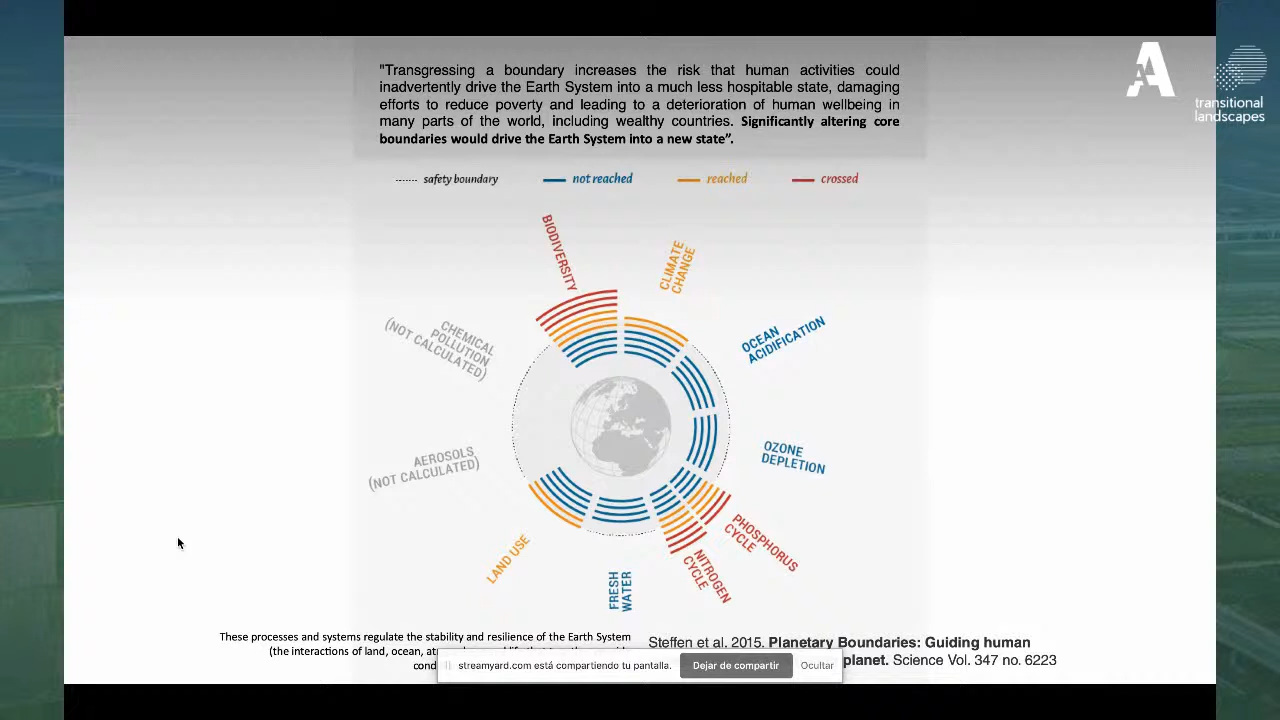 "Transgressing a boundary increases the risk that human activities could
inadvertently drive the Earth System into a much less hospitable state, damaging
efforts to reduce poverty and leading to a deterioration of human wellbeing in
many parts of the world, including wealthy countries. Significantly altering core
boundaries would drive the Earth System into a new state”.
AA
transitional
landscapes
safety boundary
not reached
reached
crossed
BIODIVERSITY
CLIMATE
CHANGE
OCEAN
ACIDIFICATION
OZONE
DEPLETION
PHOSPHORUS
CYCLE
NITROGEN
CYCLE
FRESH
WATER
LAND USE
AEROSOLS
(NOT CALCULATED)
CHEMICAL
POLLUTION
(NOT CALCULATED)
These processes and systems regulate the stability and resilience of the Earth System
(the interactions of land, ocean,
Steffen et al. 2015. Planetary Boundaries: Guiding human
planet. Science Vol. 347 no. 6223
streamyard.com está compartiendo tu pantalla.
Dejar de compartir
Ocultar